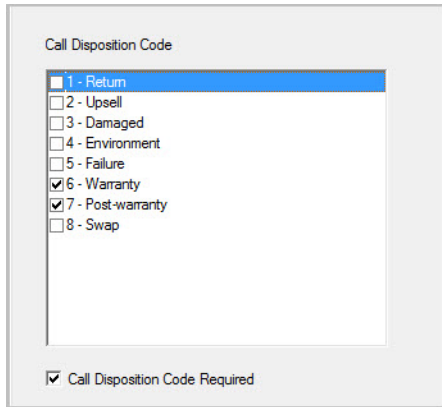 Call Disposition Code
1 - Return
2 - Upsell
3 - Damaged
4 - Environment
5 - Failure
6 - Warranty
7 - Post-warranty
8 - Swap
Call Disposition Code Required